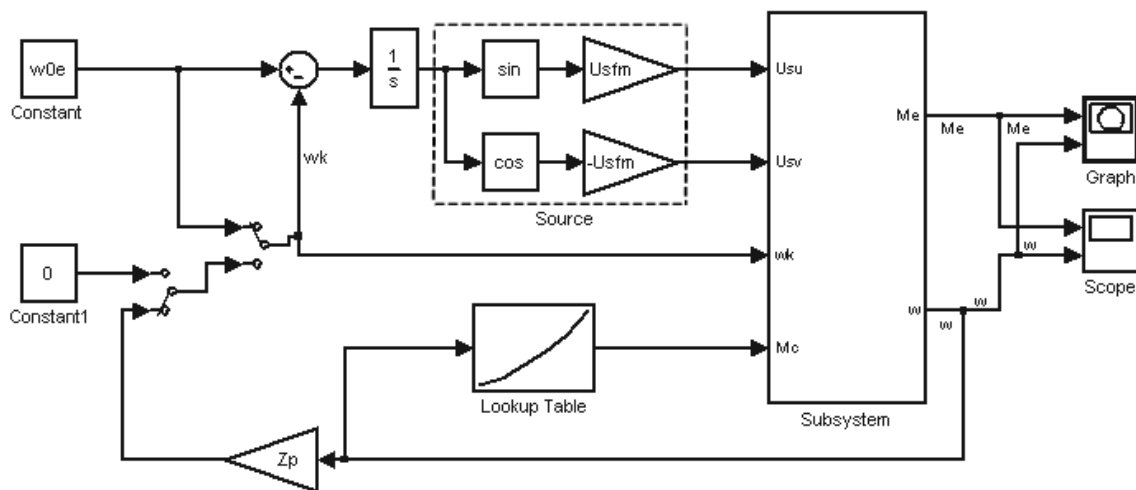 w0e
Constant
+
-
1
s
sin
Usfm
cos
-Usfm
Source
wk
0
Constant1
Lookup Table
Zp
Usu
Usv
wk
Mc
Me
w
Subsystem
Me
Me
w
w
w
Graph
Scope